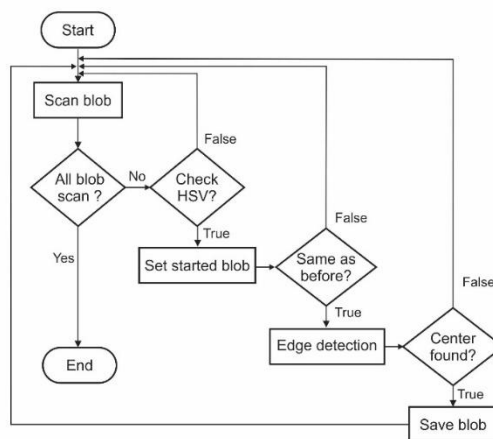 Start
Scan blob
False
All blob
scan ?
No
Check
HSV?
Yes
True
False
Set started blob
Same as
before?
True
False
End
Edge detection
Center
found?
True
Save blob